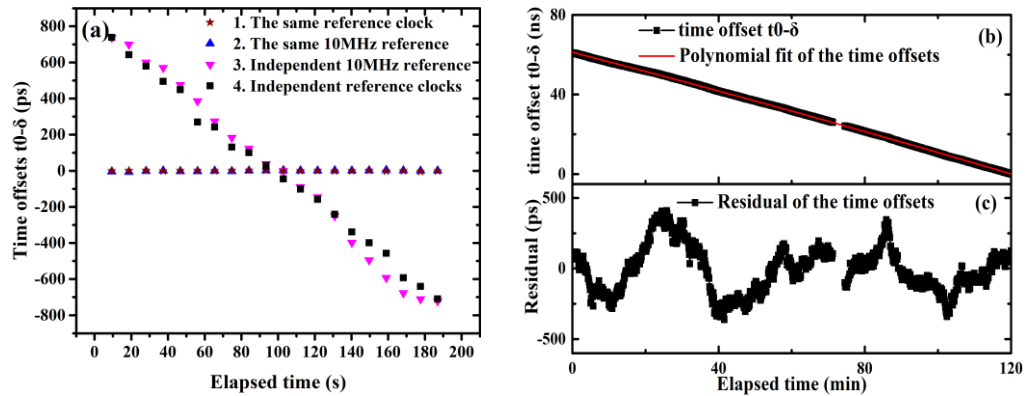 (a)
1. The same reference clock
2. The same 10MHz reference
3. Independent 10MHz reference
4. Independent reference clocks
Time offsets t0-δ (ps)
800
600
400
200
0
-200
-400
-600
-800
0 20 40 60 80 100 120 140 160 180 200
Elapsed time (s)
(b)
time offset t0-δ
Polynomial fit of the time offsets
time offset t0-δ (ns)
80
40
0
(c)
Residual of the time offsets
Residual (ps)
500
0
-500
0 40 80 120
Elapsed time (min)